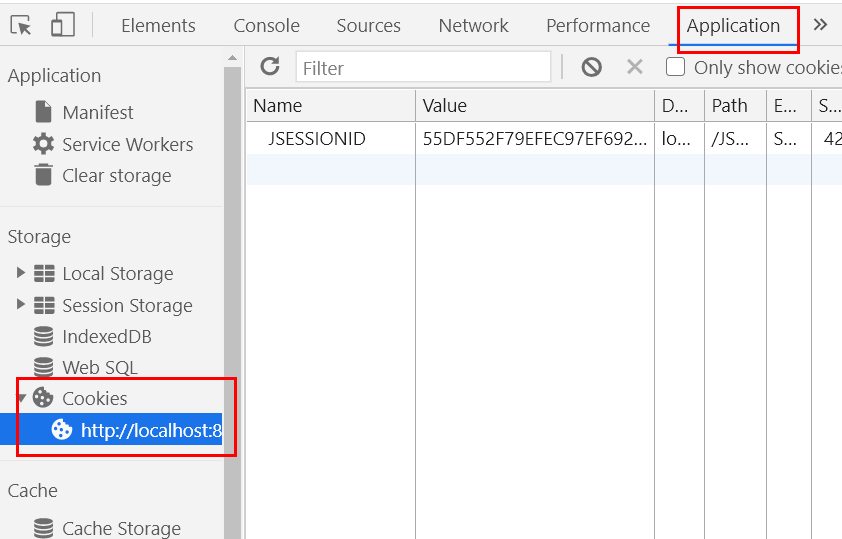 Elements Console Sources Network Performance Application »
Application
Filter
Only show cookie
Manifest
Name Value D... Path E... S...
Service Workers
JSESSIONID 55DF552F79EFEC97EF692... lo... /JS... S... 42
Clear storage
Storage
Local Storage
Session Storage
IndexedDB
Web SQL
Cookies
http://localhost:8
Cache
Cache Storage